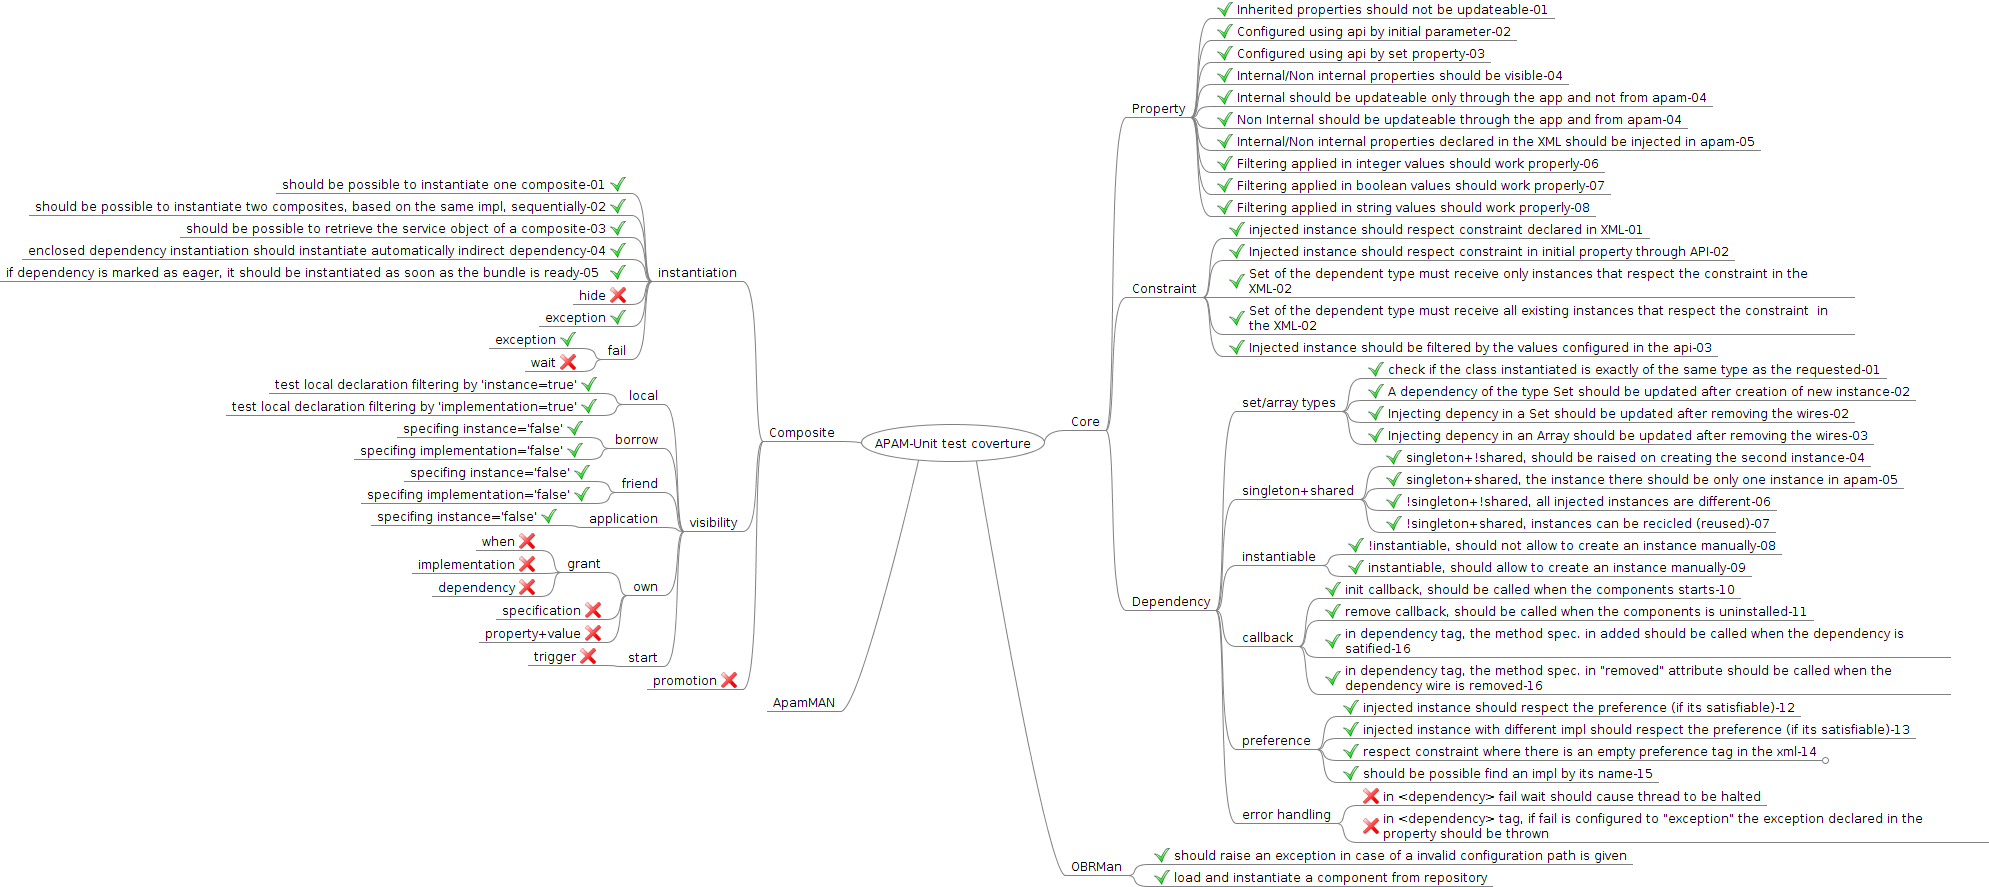 APAM-Unit test coverture
Composite
instantiation
should be possible to instantiate one composite-01
should be possible to instantiate two composites, based on the same impl, sequentially-02
should be possible to retrieve the service object of a composite-03
enclosed dependency instantiation should instantiate automatically indirect dependency-04
if dependency is marked as eager, it should be instantiated as soon as the bundle is ready-05
hide
exception
fail
exception
wait
visibility
local
test local declaration filtering by 'instance=true'
test local declaration filtering by 'implementation=true'
borrow
specifing instance='false'
specifing implementation='false'
friend
specifing instance='false'
specifing implementation='false'
application
specifing instance='false'
own
grant
when
implementation
dependency
specification
property+value
start
trigger
promotion
ApamMAN
Core
Property
Inherited properties should not be updateable-01
Configured using api by initial parameter-02
Configured using api by set property-03
Internal/Non internal properties should be visible-04
Internal should be updateable only through the app and not from apam-04
Non Internal should be updateable through the app and from apam-04
Internal/Non internal properties declared in the XML should be injected in apam-05
Filtering applied in integer values should work properly-06
Filtering applied in boolean values should work properly-07
Filtering applied in string values should work properly-08
Constraint
injected instance should respect constraint declared in XML-01
Injected instance should respect constraint in initial property through API-02
Set of the dependent type must receive only instances that respect the constraint in the
XML-02
Set of the dependent type must receive all existing instances that respect the constraint  in
the XML-02
Injected instance should be filtered by the values configured in the api-03
Dependency
set/array types
check if the class instantiated is exactly of the same type as the requested-01
A dependency of the type Set should be updated after creation of new instance-02
Injecting depency in a Set should be updated after removing the wires-02
Injecting depency in an Array should be updated after removing the wires-03
singleton+shared
singleton+!shared, should be raised on creating the second instance-04
singleton+shared, the instance there should be only one instance in apam-05
!singleton+!shared, all injected instances are different-06
!singleton+shared, instances can be recicled (reused)-07
instantiable
!instantiable, should not allow to create an instance manually-08
instantiable, should allow to create an instance manually-09
callback
init callback, should be called when the components starts-10
remove callback, should be called when the components is uninstalled-11
in dependency tag, the method spec. in added should be called when the dependency is
satified-16
in dependency tag, the method spec. in "removed" attribute should be called when the
dependency wire is removed-16
preference
injected instance should respect the preference (if its satisfiable)-12
injected instance with different impl should respect the preference (if its satisfiable)-13
respect constraint where there is an empty preference tag in the xml-14
should be possible find an impl by its name-15
error handling
in <dependency> fail wait should cause thread to be halted
in <dependency> tag, if fail is configured to "exception" the exception declared in the
property should be thrown
OBRMan
should raise an exception in case of a invalid configuration path is given
load and instantiate a component from repository